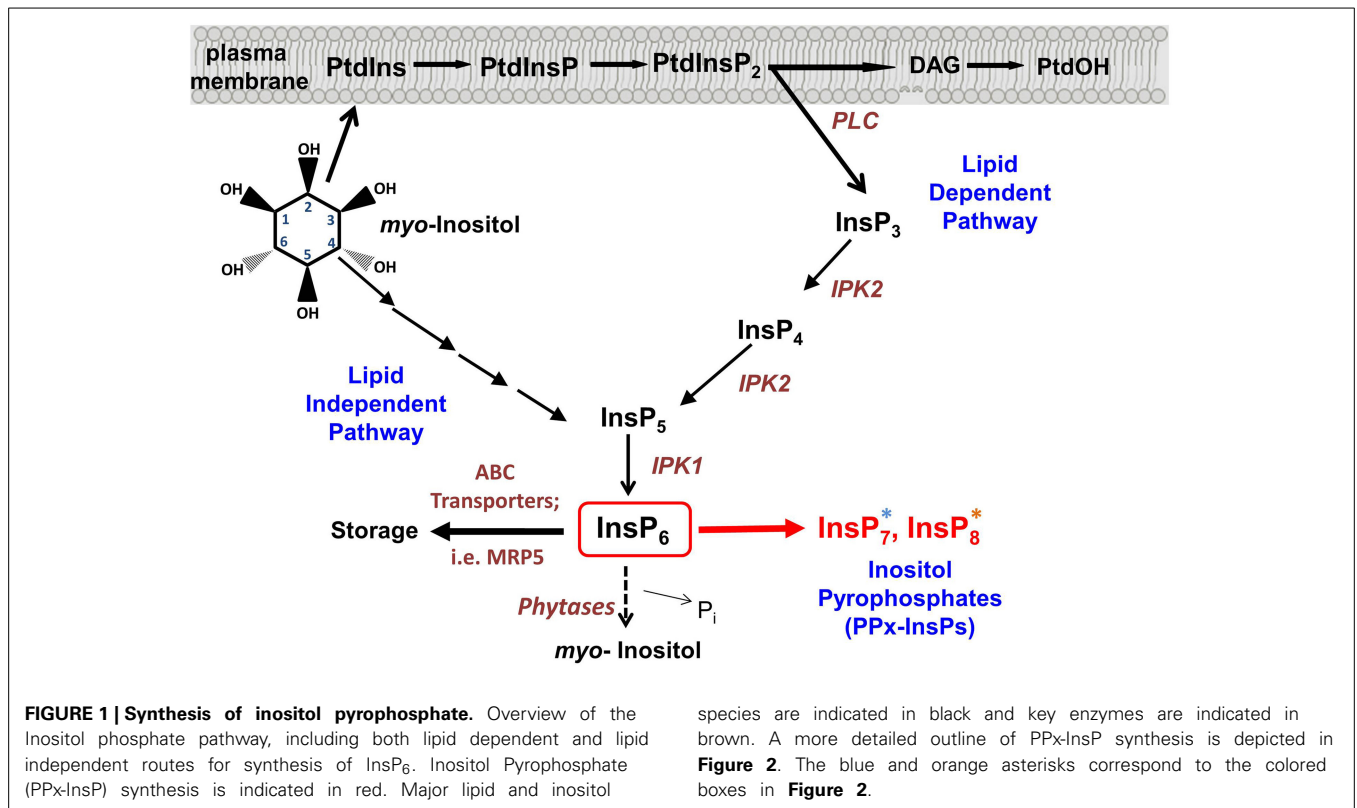 plasma
membrane
PtdIns
PtdInsP
PtdInsP2
DAG
PtdOH
PLC
OH
OH
OH
OH
OH
OH
1
2
3
4
5
6
myo-Inositol
Lipid
Dependent
Pathway
InsP3
IPK2
InsP4
IPK2
Lipid
Independent
Pathway
InsP5
IPK1
ABC
Transporters;
i.e. MRP5
Storage
InsP6
InsP7*, InsP8*
Inositol
Pyrophosphates
(PPx-InsPs)
Phytases
Pi
myo- Inositol
FIGURE 1 | Synthesis of inositol pyrophosphate. Overview of the
Inositol phosphate pathway, including both lipid dependent and lipid
independent routes for synthesis of InsP6. Inositol Pyrophosphate
(PPx-InsP) synthesis is indicated in red. Major lipid and inositol
species are indicated in black and key enzymes are indicated in
brown. A more detailed outline of PPx-InsP synthesis is depicted in
Figure 2. The blue and orange asterisks correspond to the colored
boxes in Figure 2.